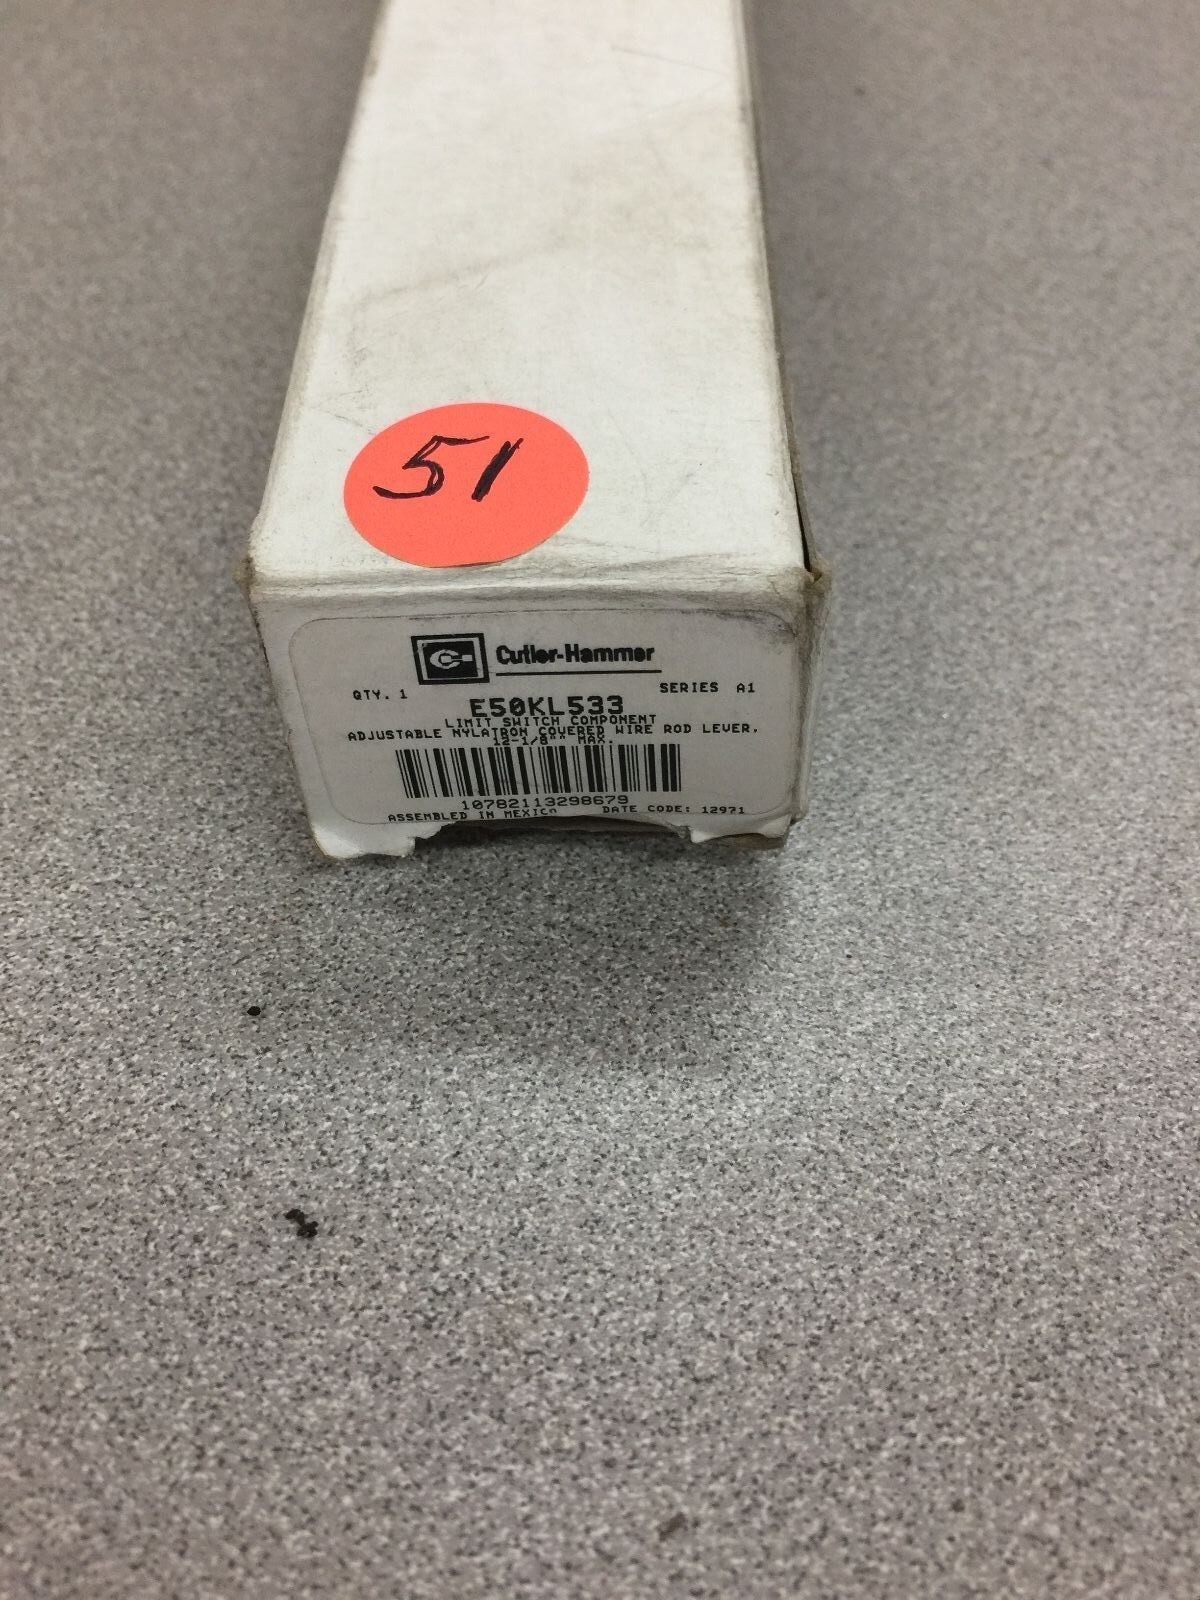 51
Cutler-Hammer
QTY. 1
SERIES A1
E50KL533
LIMIT SWITCH COMPONENT
ADJUSTABLE NYLATRON COVERED WIRE ROD LEVER.
12-1/8"" MAX.
10782113298679
ASSEMBLED IN MEXICO DATE CODE: 12971